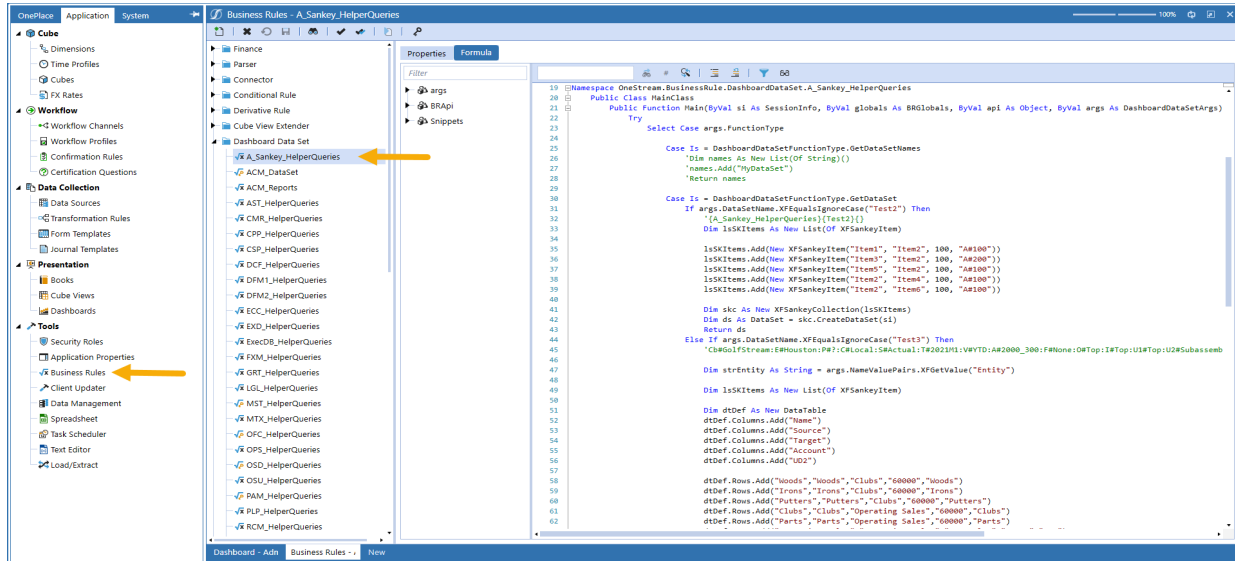 OnePlace Application System
Business Rules - A_Sankey_HelperQueries
100%
Cube
Dimensions
Time Profiles
Cubes
FX Rates
Workflow
Workflow Channels
Workflow Profiles
Confirmation Rules
Certification Questions
Data Collection
Data Sources
Transformation Rules
Form Templates
Journal Templates
Presentation
Books
Cube Views
Dashboards
Tools
Security Roles
Application Properties
Business Rules
Client Updater
Data Management
Spreadsheet
Task Scheduler
Text Editor
Load/Extract
Finance
Parser
Connector
Conditional Rule
Derivative Rule
Cube View Extender
Dashboard Data Set
A_Sankey_HelperQueries
ACM_DataSet
ACM_Reports
AST_HelperQueries
CMR_HelperQueries
CPP_HelperQueries
CSP_HelperQueries
DCF_HelperQueries
DFM1_HelperQueries
DFM2_HelperQueries
ECC_HelperQueries
EXD_HelperQueries
ExecDB_HelperQueries
FXM_HelperQueries
GRT_HelperQueries
LGL_HelperQueries
MST_HelperQueries
MTX_HelperQueries
OFC_HelperQueries
OPS_HelperQueries
OSD_HelperQueries
OSU_HelperQueries
PAM_HelperQueries
PLP_HelperQueries
RCM_HelperQueries
Properties Formula
Filter
args
BRApi
Snippets
19 Namespace OneStream.BusinessRule.DashboardDataSet.A_Sankey_HelperQueries
20 Public Class MainClass
21 Public Function Main(ByVal si As SessionInfo, ByVal globals As BRGlobals, ByVal api As Object, ByVal args As DashboardDataSetArgs)
22 Try
23 Select Case args.FunctionType
24
25 Case Is = DashboardDataSetFunctionType.GetDataSetNames
26 'Dim names As New List(Of String)()
27 'names.Add("MyDataSet")
28 'Return names
29
30 Case Is = DashboardDataSetFunctionType.GetDataSet
31 If args.DataSetName.XFEqualsIgnoreCase("Test2") Then
32 '{A_Sankey_HelperQueries}{Test2}{}
33 Dim lsSKItems As New List(Of XFSankeyItem)
34
35 lsSKItems.Add(New XFSankeyItem("Item1", "Item2", 100, "A#100"))
36 lsSKItems.Add(New XFSankeyItem("Item3", "Item2", 100, "A#200"))
37 lsSKItems.Add(New XFSankeyItem("Item5", "Item2", 100, "A#100"))
38 lsSKItems.Add(New XFSankeyItem("Item2", "Item4", 100, "A#100"))
39 lsSKItems.Add(New XFSankeyItem("Item2", "Item6", 100, "A#100"))
40
41 Dim skc As New XFSankeyCollection(lsSKItems)
42 Dim ds As DataSet = skc.CreateDataSet(si)
43 Return ds
44 Else If args.DataSetName.XFEqualsIgnoreCase("Test3") Then
45 'Cb#GolfStream:E#Houston:P#?:C#Local:S#Actual:T#2021M1:V#YTD:A#2000_300:F#None:O#Top:I#Top:U1#Top:U2#Subassemb
46
47 Dim strEntity As String = args.NameValuePairs.XFGetValue("Entity")
48
49 Dim lsSKItems As New List(Of XFSankeyItem)
50
51 Dim dtDef As New DataTable
52 dtDef.Columns.Add("Name")
53 dtDef.Columns.Add("Source")
54 dtDef.Columns.Add("Target")
55 dtDef.Columns.Add("Account")
56 dtDef.Columns.Add("UD2")
57
58 dtDef.Rows.Add("Woods","Woods","Clubs","60000","Woods")
59 dtDef.Rows.Add("Irons","Irons","Clubs","60000","Irons")
60 dtDef.Rows.Add("Putters","Putters","Clubs","60000","Putters")
61 dtDef.Rows.Add("Clubs","Clubs","Operating Sales","60000","Clubs")
62 dtDef.Rows.Add("Parts","Parts","Operating Sales","60000","Parts")
Dashboard - Adn Business Rules - New